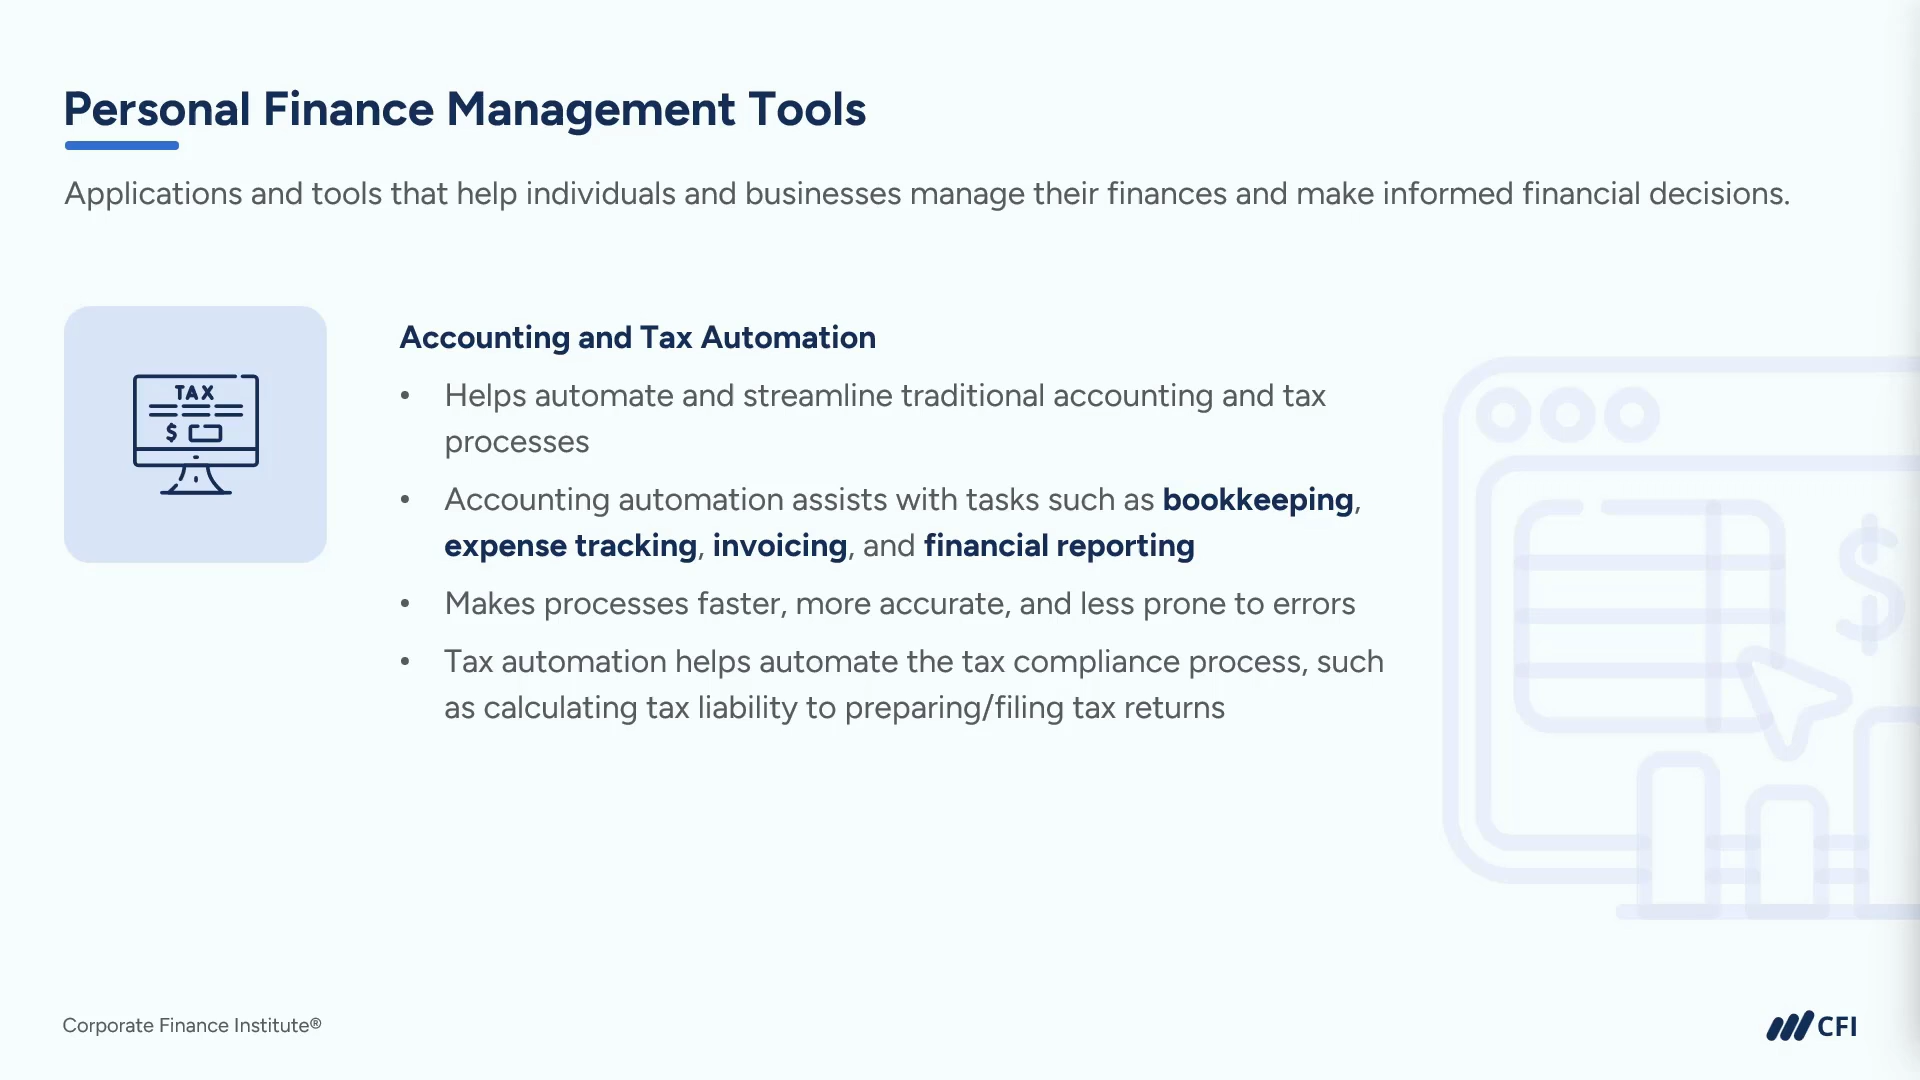 Personal Finance Management Tools
Applications and tools that help individuals and businesses manage their finances and make informed financial decisions.
TAX
$
Accounting and Tax Automation
• Helps automate and streamline traditional accounting and tax
processes
• Accounting automation assists with tasks such as bookkeeping,
expense tracking, invoicing, and financial reporting
• Makes processes faster, more accurate, and less prone to errors
• Tax automation helps automate the tax compliance process, such
as calculating tax liability to preparing/filing tax returns
$
Corporate Finance Institute®
CFI